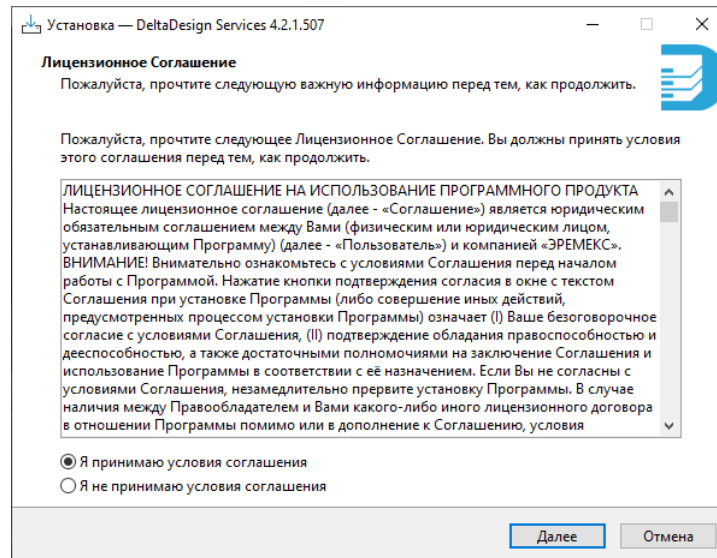 Установка — DeltaDesign Services 4.2.1.507
Лицензионное Соглашение
Пожалуйста, прочтите следующую важную информацию перед тем, как продолжить.
Пожалуйста, прочтите следующее Лицензионное Соглашение. Вы должны принять условия
этого соглашения перед тем, как продолжить.
ЛИЦЕНЗИОННОЕ СОГЛАШЕНИЕ НА ИСПОЛЬЗОВАНИЕ ПРОГРАММНОГО ПРОДУКТА
Настоящее лицензионное соглашение (далее - «Соглашение») является юридическим
обязательным соглашением между Вами (физическим или юридическим лицом,
устанавливающим Программу) (далее - «Пользователь») и компанией «ЭРЕМЕКС».
ВНИМАНИЕ! Внимательно ознакомьтесь с условиями Соглашения перед началом
работы с Программой. Нажатие кнопки подтверждения согласия в окне с текстом
Соглашения при установке Программы (либо совершение иных действий,
предусмотренных процессом установки Программы) означает (I) Ваше безоговорочное
согласие с условиями Соглашения, (II) подтверждение обладания правоспособностью и
дееспособностью, а также достаточными полномочиями на заключение Соглашения и
использование Программы в соответствии с её назначением. Если Вы не согласны с
условиями Соглашения, незамедлительно прервите установку Программы. В случае
наличия между Правообладателем и Вами какого-либо иного лицензионного договора
в отношении Программы помимо или в дополнение к Соглашению, условия
Я принимаю условия соглашения
Я не принимаю условия соглашения
Далее
Отмена